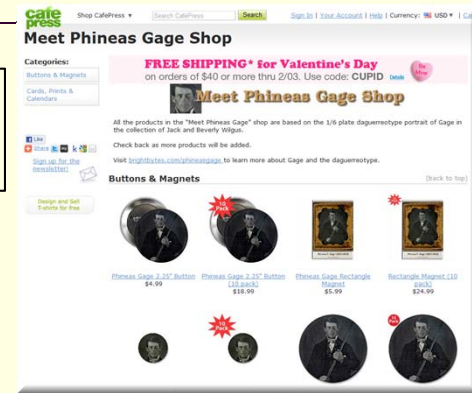 cafe press
Shop CafePress ▾
Search CafePress
Search
Sign In | Your Account | Help | Currency: USD ▾ |
Meet Phineas Gage Shop
Categories:
Buttons & Magnets
Cards, Prints & Calendars
Like
Share
Sign up for the newsletter!
Design and Sell T-shirts for free
FREE SHIPPING* for Valentine's Day
on orders of $40 or more thru 2/03. Use code: CUPID Details
Meet Phineas Gage Shop
All the products in the "Meet Phineas Gage" shop are based on the 1/6 plate daguerreotype portrait of Gage in
the collection of Jack and Beverly Wilgus.
Check back as more products will be added.
Visit brightbytes.com/phineasgage to learn more about Gage and the daguerreotype.
Buttons & Magnets
[back to top]
10 Pack
Phineas Gage 2.25" Button
$4.99
Phineas Gage 2.25" Button (10 pack)
$18.99
Phineas Gage Rectangle Magnet
$5.99
Rectangle Magnet (10 pack)
$24.99
10 Pack